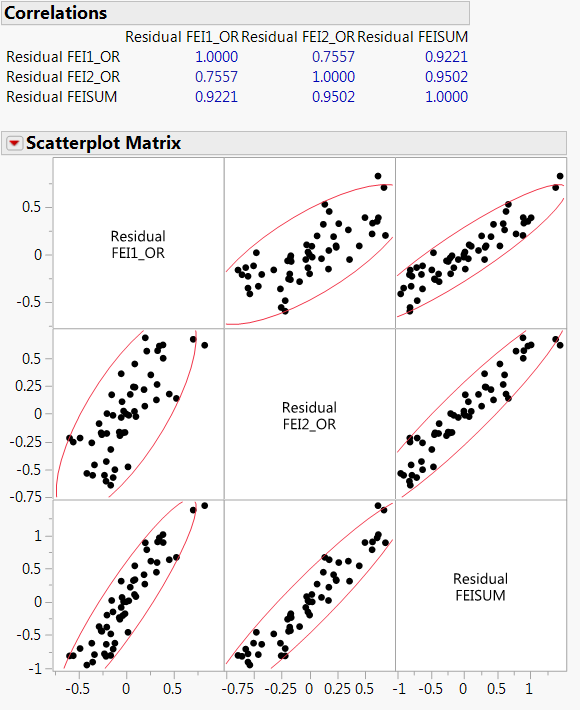 Correlations
Residual FEI1_OR Residual FEI2_OR Residual FEISUM
Residual FEI1_OR 1.0000 0.7557 0.9221
Residual FEI2_OR 0.7557 1.0000 0.9502
Residual FEISUM 0.9221 0.9502 1.0000
Scatterplot Matrix
0.5
0
-0.5
Residual
FEI1_OR
0.5
0.25
0
-0.25
-0.5
-0.75
Residual
FEI2_OR
1
0.5
0
-0.5
-1
Residual
FEISUM
-0.5 0 0.5 -0.75 -0.25 0 0.25 -1 -0.5 0 0.5 1